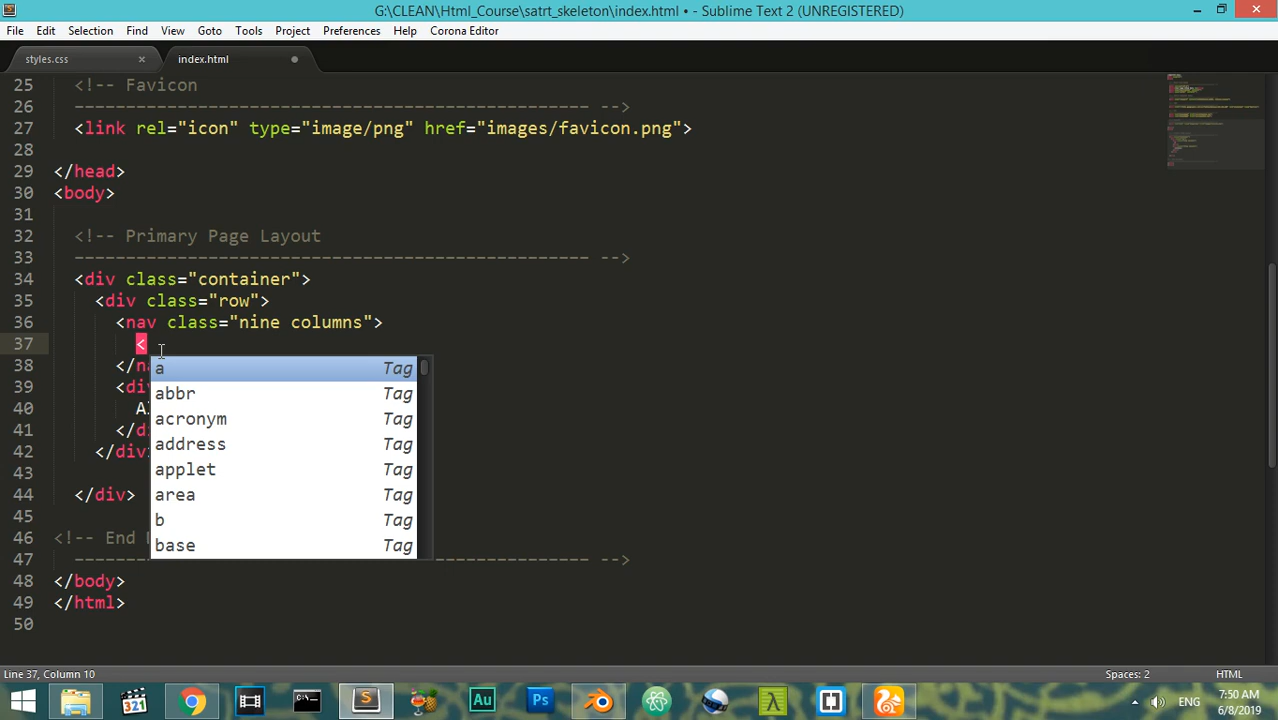 G:\CLEAN\Html_Course\satrt_skeleton\index.html • - Sublime Text 2 (UNREGISTERED)
File Edit Selection Find View Goto Tools Project Preferences Help Corona Editor
styles.css index.html
25 <!-- Favicon
26 –––––––––––––––––––––––––––––––––––––––––––––––––– -->
27 <link rel="icon" type="image/png" href="images/favicon.png">
28
29 </head>
30 <body>
31
32 <!-- Primary Page Layout
33 –––––––––––––––––––––––––––––––––––––––––––––––––– -->
34 <div class="container">
35 <div class="row">
36 <nav class="nine columns">
37 <
38 </na
39 <div
40 A
41 </d
42 </div
43
44 </div>
45
46 <!-- End
47 –––––––––––––––––––––––––––––––––––––––––––––––––– -->
48 </body>
49 </html>
50
a Tag
abbr Tag
acronym Tag
address Tag
applet Tag
area Tag
b Tag
base Tag
Line 37, Column 10 Spaces: 2 HTML
321 S Au Ps ENG 7:50 AM
6/8/2019